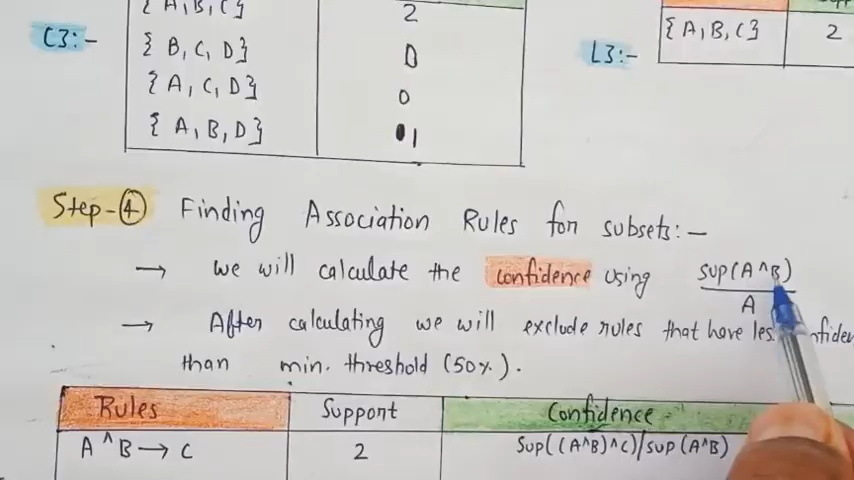 {A,B,C} 2
C3:- {B,C,D} 0
{A,C,D} 0
{A,B,D} 1
{A,B,C} 2
L3:-
Step-④ Finding Association Rules for subsets:-
→ we will calculate the confidence using sup(A^B)
A
→ After calculating we will exclude rules that have les
than min. threshold (50%).
Rules Support Confidence
A^B→C 2 sup((A^B)^C)/sup(A^B)